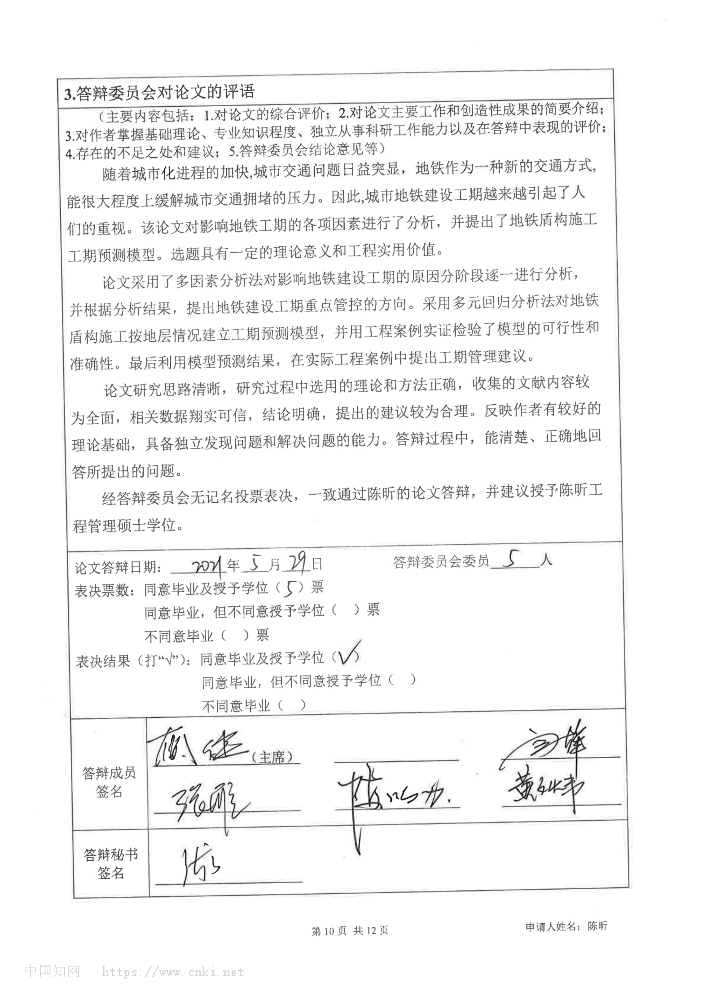 3.答辩委员会对论文的评语
（主要内容包括：1.对论文的综合评价；2.对论文主要工作和创造性成果的简要介绍；
3.对作者掌握基础理论、专业知识程度、独立从事科研工作能力以及在答辩中表现的评价；
4.存在的不足之处和建议；5.答辩委员会结论意见等）
随着城市化进程的加快,城市交通问题日益突显，地铁作为一种新的交通方式，
能很大程度上缓解城市交通拥堵的压力。因此,城市地铁建设工期越来越引起了人
们的重视。该论文对影响地铁工期的各项因素进行了分析，并提出了地铁盾构施工
工期预测模型。选题具有一定的理论意义和工程实用价值。
论文采用了多因素分析法对影响地铁建设工期的原因分阶段逐一进行分析，
并根据分析结果，提出地铁建设工期重点管控的方向。采用多元回归分析法对地铁
盾构施工按地层情况建立工期预测模型，并用工程案例实证检验了模型的可行性和
准确性。最后利用模型预测结果，在实际工程案例中提出工期管理建议。
论文研究思路清晰，研究过程中选用的理论和方法正确，收集的文献内容较
为全面，相关数据翔实可信，结论明确，提出的建议较为合理。反映作者有较好的
理论基础，具备独立发现问题和解决问题的能力。答辩过程中，能清楚、正确地回
答所提出的问题。
经答辩委员会无记名投票表决，一致通过陈昕的论文答辩，并建议授予陈昕工
程管理硕士学位。
论文答辩日期：2021年5月29日 答辩委员会委员5人
表决票数：同意毕业及授予学位（5）票
同意毕业，但不同意授予学位（ ）票
不同意毕业（ ）票
表决结果（打“√”）：同意毕业及授予学位（√）
同意毕业，但不同意授予学位（ ）
不同意毕业（ ）
答辩成员
签名
（主席）
答辩秘书
签名
第 10 页 共 12 页
申请人姓名：陈昕
中国知网 https://www.cnki.net